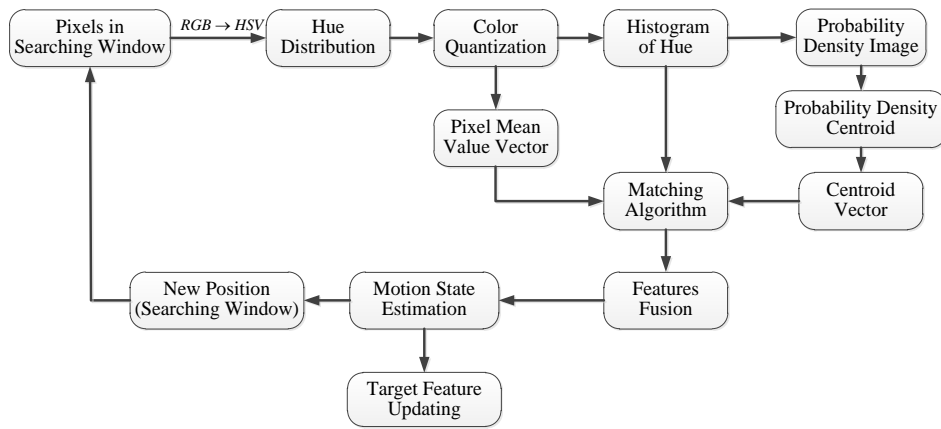 Pixels in
Searching Window
RGB → HSV
Hue
Distribution
Color
Quantization
Histogram
of Hue
Probability
Density Image
Pixel Mean
Value Vector
Probability Density
Centroid
Matching
Algorithm
Centroid
Vector
New Position
(Searching Window)
Motion State
Estimation
Features
Fusion
Target Feature
Updating